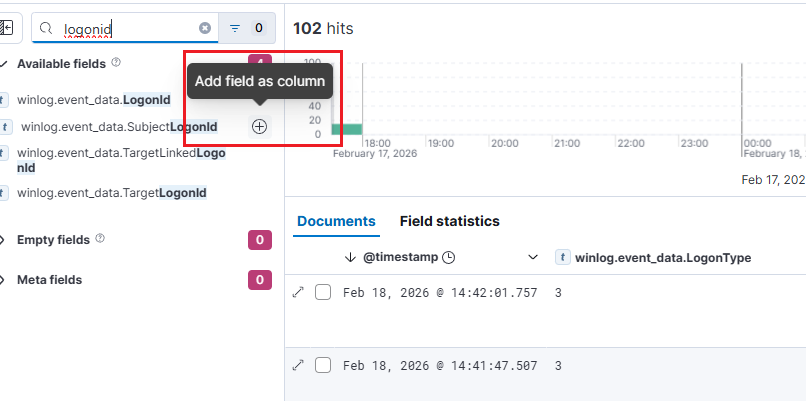 logonid
0
102 hits
Available fields
4
Add field as column
t winlog.event_data.LogonId
t winlog.event_data.SubjectLogonId
t winlog.event_data.TargetLinkedLogo
nId
t winlog.event_data.TargetLogonId
Empty fields 0
Meta fields 0
100
40
20
0
18:00 19:00 20:00 21:00 22:00 23:00 00:00
February 17, 2026 February 18,
Feb 17, 202
Documents Field statistics
@timestamp t winlog.event_data.LogonType
Feb 18, 2026 @ 14:42:01.757 3
Feb 18, 2026 @ 14:41:47.507 3